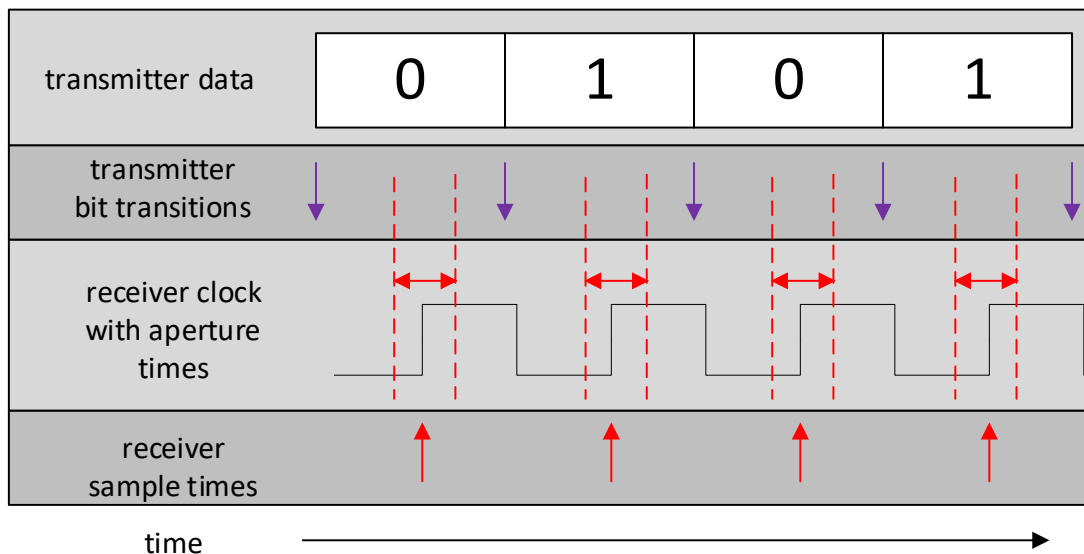 transmitter data
0 1 0 1
transmitter
bit transitions
receiver clock
with aperture
times
receiver
sample times
time